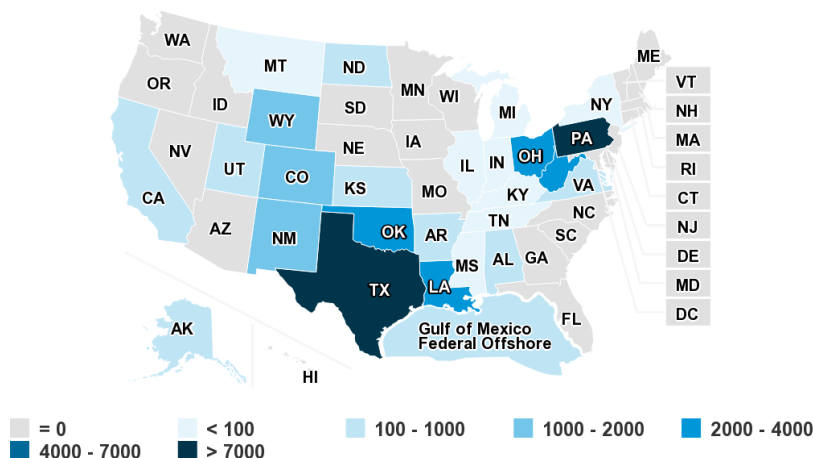 WA
ME
MT
ND
OR
MN
VT
ID
SD
WI
MI
NY
NH
WY
MA
NE
IA
PA
NV
IL
IN
OH
RI
UT
CO
KS
MO
KY
VA
CT
CA
NJ
AZ
NM
OK
AR
TN
NC
SC
DE
MS
AL
GA
MD
TX
LA
DC
FL
AK
Gulf of Mexico
Federal Offshore
HI
= 0
< 100
100 - 1000
1000 - 2000
2000 - 4000
4000 - 7000
> 7000